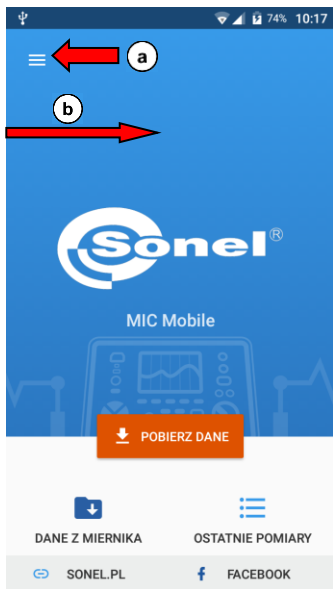 74% 10:17
a
b
Sonel®
MIC Mobile
POBIERZ DANE
DANE Z MIERNIKA
OSTATNIE POMIARY
SONEL.PL
FACEBOOK